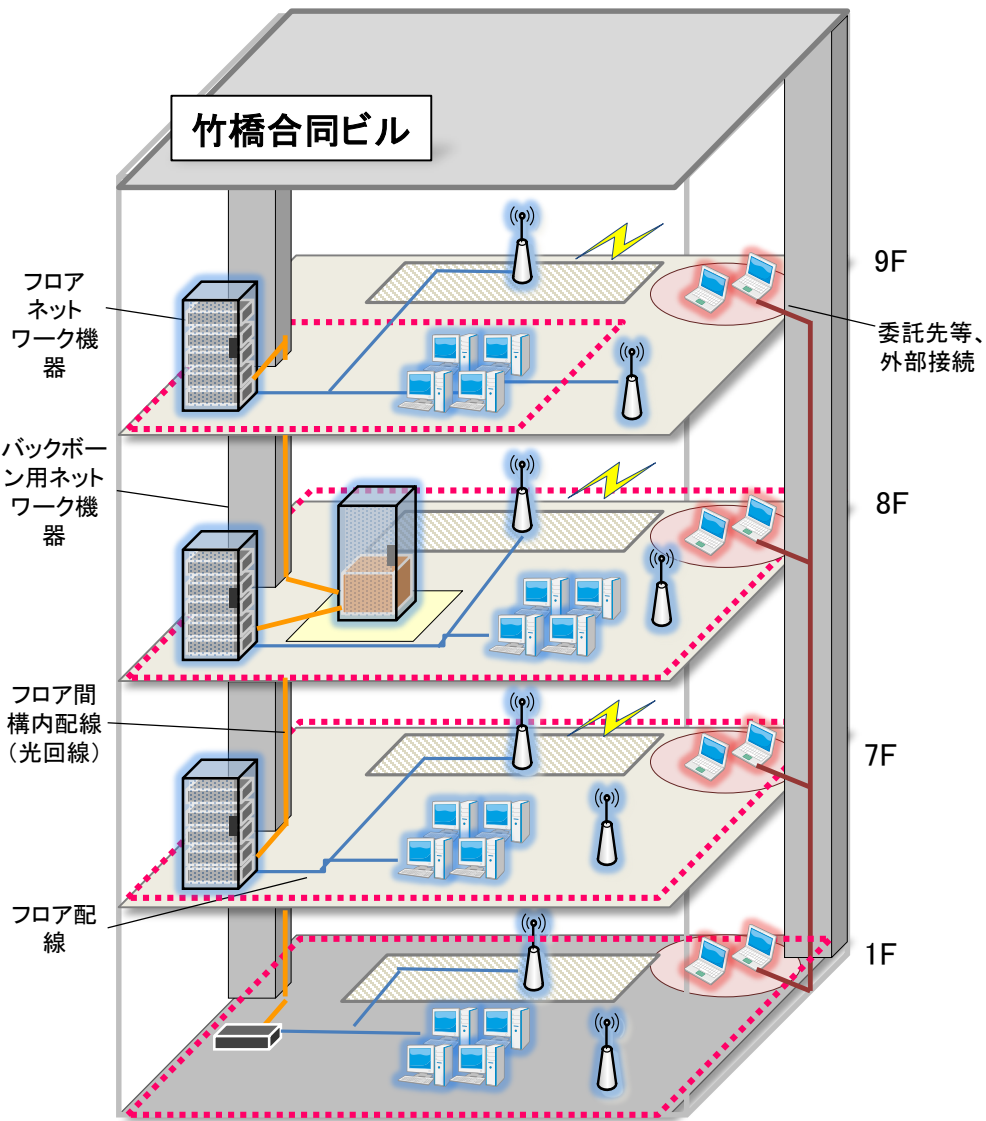 竹橋合同ビル
9F
フロア
ネット
ワーク機
器
委託先等、
外部接続
バックボー
ン用ネット
ワーク機
器
8F
フロア間
構内配線
（光回線）
7F
フロア配
線
1F